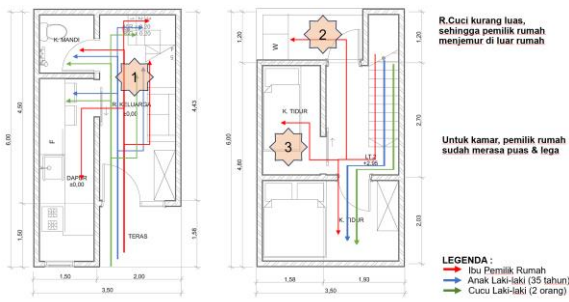 K. MANDI
1
R. KELUARGA
±0,00
F
DAPUR
±0,00
TERAS
6,00
4,50
1,50
4,43
1,58
1,50
2,00
3,50
2
W
K. TIDUR
3
LT.2
K. TIDUR
1,20
6,00
4,80
1,20
2,70
2,03
1,58
1,93
3,50
R.Cuci kurang luas,
sehingga pemilik rumah
menjemur di luar rumah
Untuk kamar, pemilik rumah
sudah merasa puas & lega
LEGENDA :
Ibu Pemilik Rumah
Anak Laki-laki (35 tahun)
Cucu Laki-laki (2 orang)